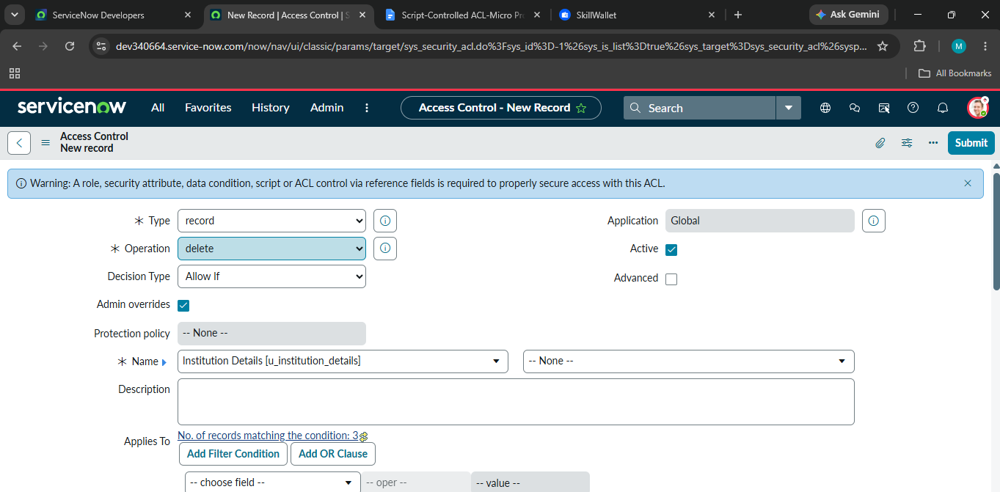 ServiceNow Developers
New Record | Access Control | S
Script-Controlled ACL-Micro Pro
SkillWallet
Ask Gemini
dev340664.service-now.com/now/nav/ui/classic/params/target/sys_security_acl.do%3Fsys_id%3D-1%26sys_is_list%3Dtrue%26sys_target%3Dsys_security_acl%26sysp...
M
All Bookmarks
servicenow
All
Favorites
History
Admin
Access Control - New Record
Search
Access Control
New record
Submit
Warning: A role, security attribute, data condition, script or ACL control via reference fields is required to properly secure access with this ACL.
Type record
Application Global
Operation delete
Active
Decision Type Allow If
Advanced
Admin overrides
Protection policy -- None --
Name Institution Details [u_institution_details] -- None --
Description
Applies To No. of records matching the condition: 3
Add Filter Condition Add OR Clause
-- choose field -- -- oper -- -- value --